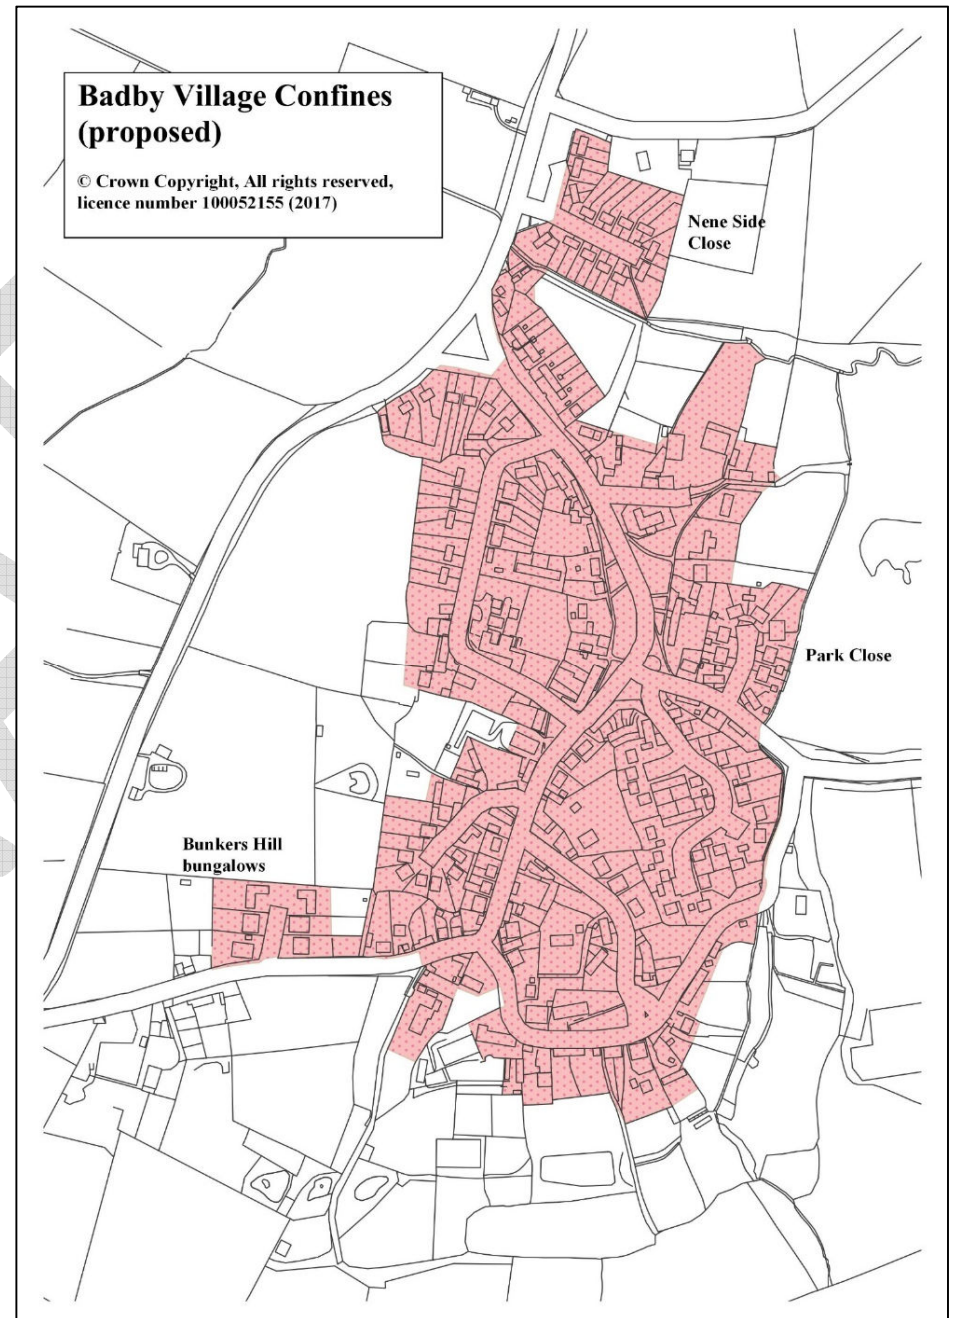 Badby Village Confines
(proposed)
© Crown Copyright, All rights reserved,
licence number 100052155 (2017)
Nene Side
Close
Park Close
Bunkers Hill
bungalows